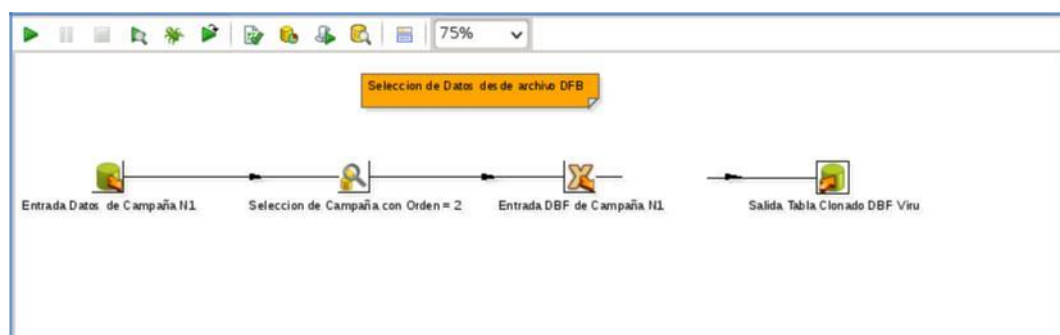 75%
Seleccion de Datos desde archivo DFB
Entrada Datos de Campaña N1
Seleccion de Campaña con Orden = 2
Entrada DBF de Campaña N1
Salida Tabla Clonado DBF Viru